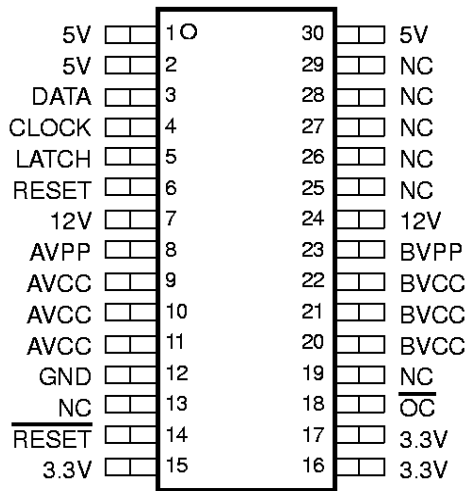 5V 1 30 5V
5V 2 29 NC
DATA 3 28 NC
CLOCK 4 27 NC
LATCH 5 26 NC
RESET 6 25 NC
12V 7 24 12V
AVPP 8 23 BVPP
AVCC 9 22 BVCC
AVCC 10 21 BVCC
AVCC 11 20 BVCC
GND 12 19 NC
NC 13 18 O̅C̅
R̅E̅S̅E̅T̅ 14 17 3.3V
3.3V 15 16 3.3V